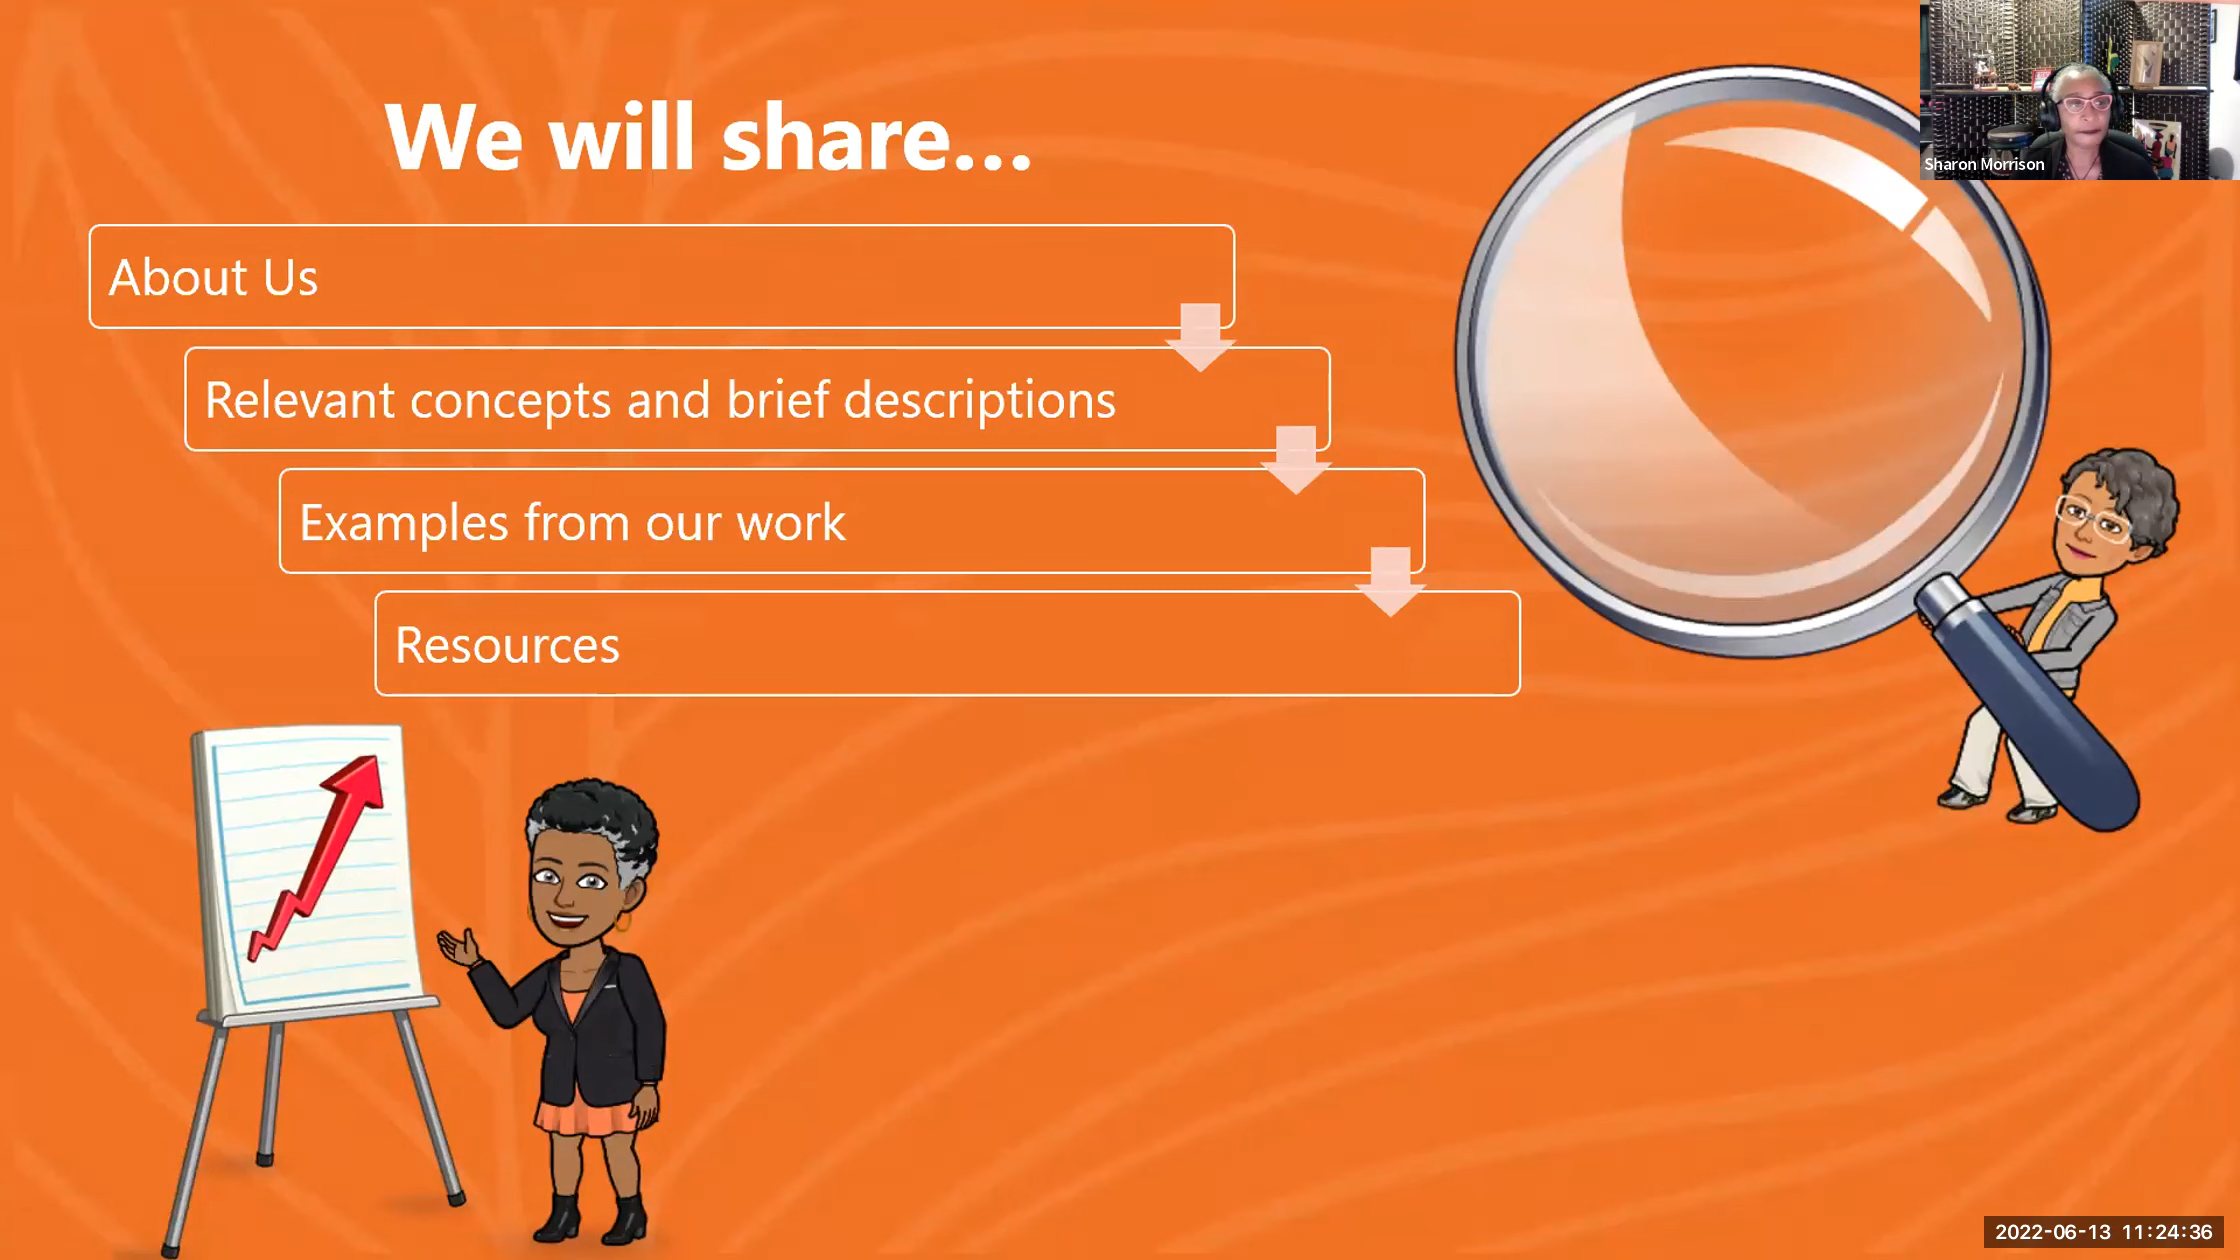 We will share...
About Us
Relevant concepts and brief descriptions
Examples from our work
Resources
Sharon Morrison
2022-06-13 11:24:36